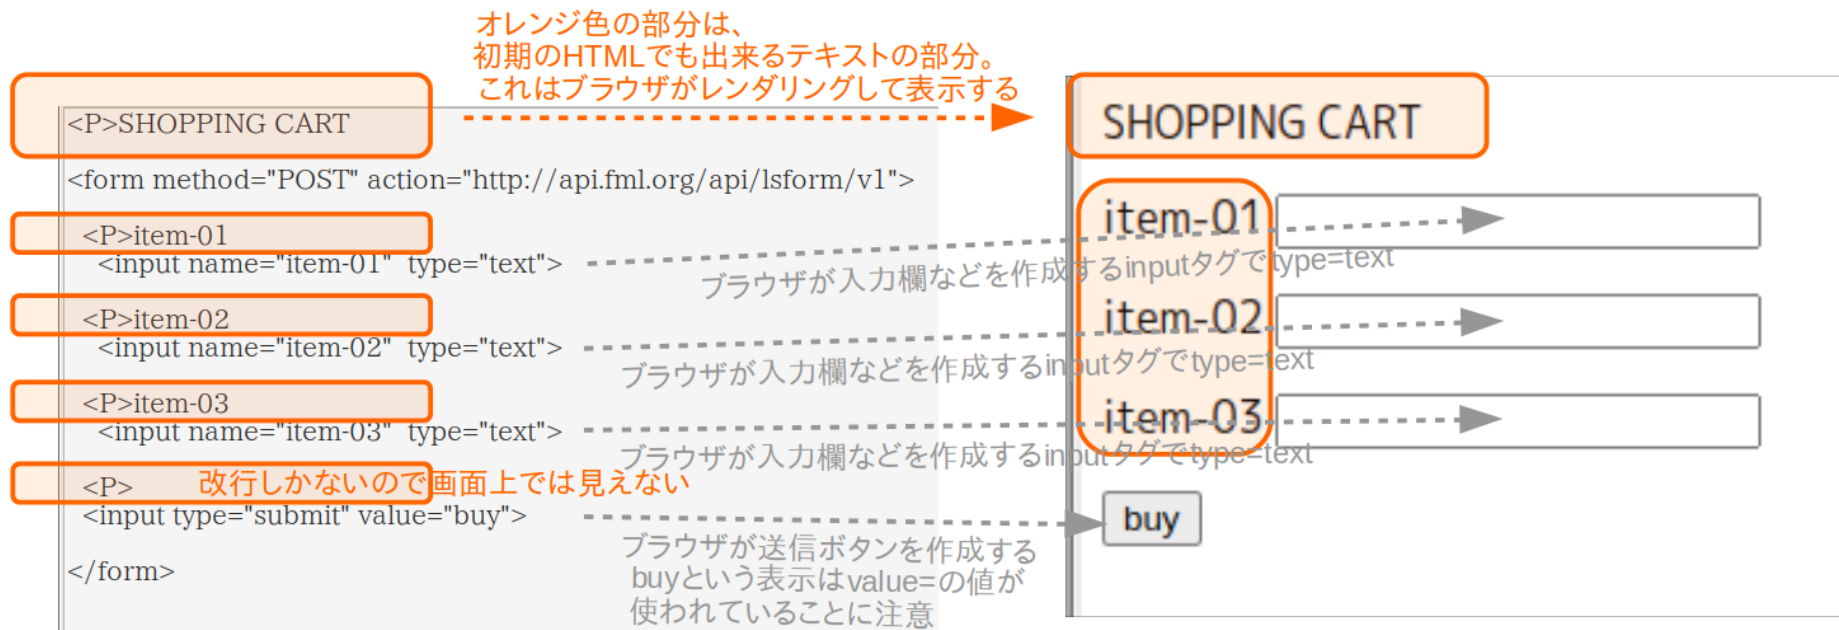 オレンジ色の部分は、
初期のHTMLでも出来るテキストの部分。
これはブラウザがレンダリングして表示する
<P>SHOPPING CART
<form method="POST" action="http://api.fml.org/api/lsform/v1">
<P>item-01
<input name="item-01"  type="text">
ブラウザが入力欄などを作成するinputタグでtype=text
<P>item-02
<input name="item-02"  type="text">
ブラウザが入力欄などを作成するinputタグでtype=text
<P>item-03
<input name="item-03"  type="text">
ブラウザが入力欄などを作成するinputタグでtype=text
<P> 改行しかないので画面上では見えない
<input type="submit" value="buy">
ブラウザが送信ボタンを作成する
buyという表示はvalue=の値が
使われていることに注意
</form>
SHOPPING CART
item-01
item-02
item-03
buy